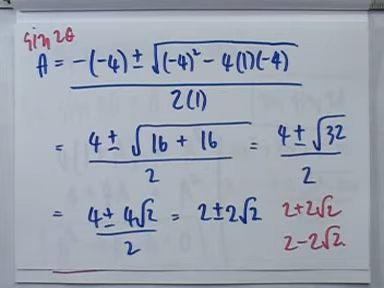 sin 2θ
A = -(-4) ± √(-4)² - 4(1)(-4) / 2(1)
= 4 ± √16 + 16 / 2 = 4 ± √32 / 2
= 4 ± 4√2 / 2 = 2 ± 2√2 2+2√2
2-2√2